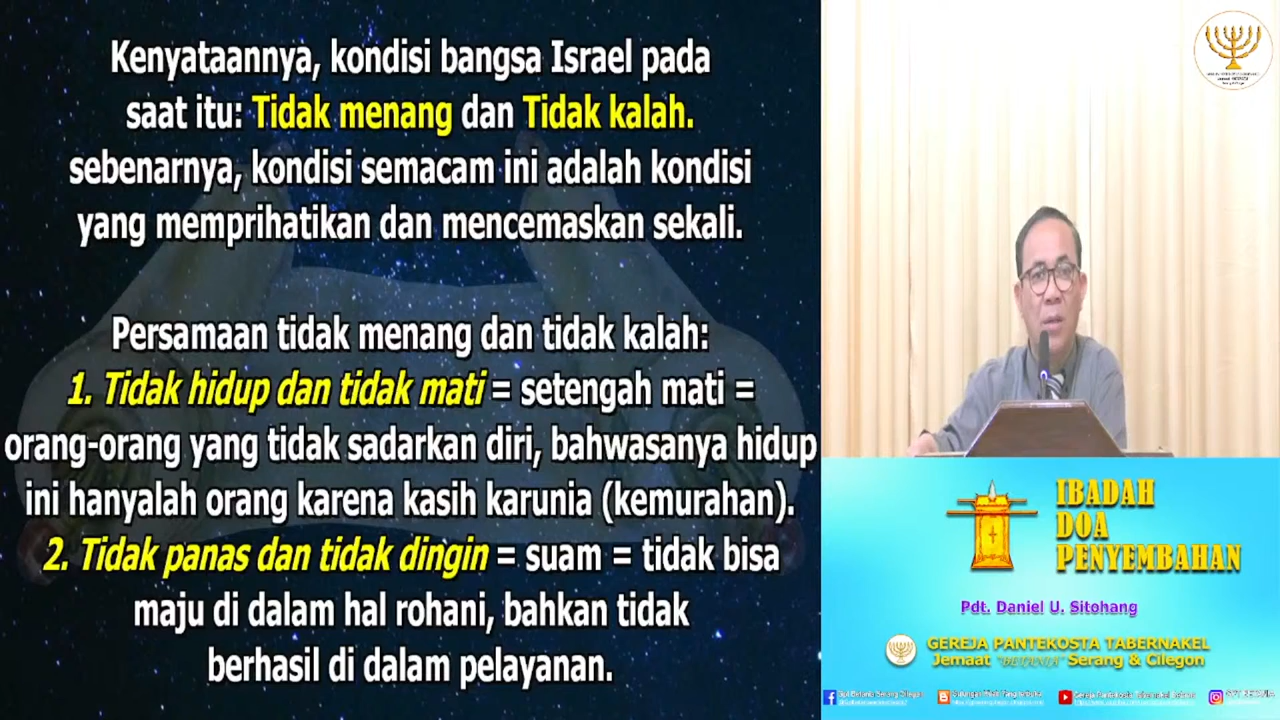 Kenyataannya, kondisi bangsa Israel pada
saat itu: Tidak menang dan Tidak kalah.
sebenarnya, kondisi semacam ini adalah kondisi
yang memprihatikan dan mencemaskan sekali.
Persamaan tidak menang dan tidak kalah:
1. Tidak hidup dan tidak mati = setengah mati =
orang-orang yang tidak sadarkan diri, bahwasanya hidup
ini hanyalah orang karena kasih karunia (kemurahan).
2. Tidak panas dan tidak dingin = suam = tidak bisa
maju di dalam hal rohani, bahkan tidak
berhasil di dalam pelayanan.
IBADAH
DOA
PENYEMBAHAN
Pdt. Daniel U. Sitohang
GEREJA PANTEKOSTA TABERNAKEL
Jemaat "BETANIA" Serang & Cilegon